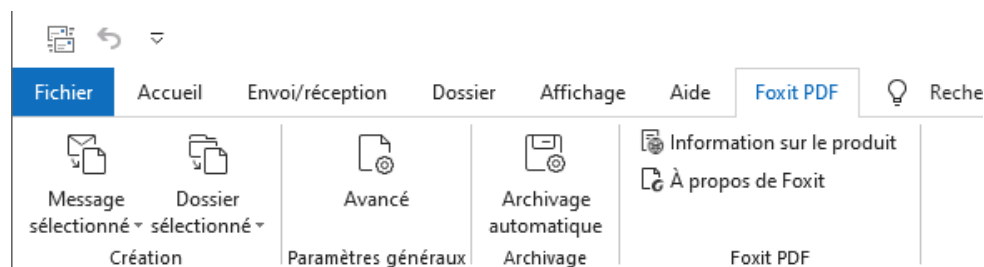 Fichier Accueil Envoi/réception Dossier Affichage Aide Foxit PDF Reche
Message sélectionné
Dossier sélectionné
Création
Avancé
Paramètres généraux
Archivage automatique
Archivage
Information sur le produit
À propos de Foxit
Foxit PDF